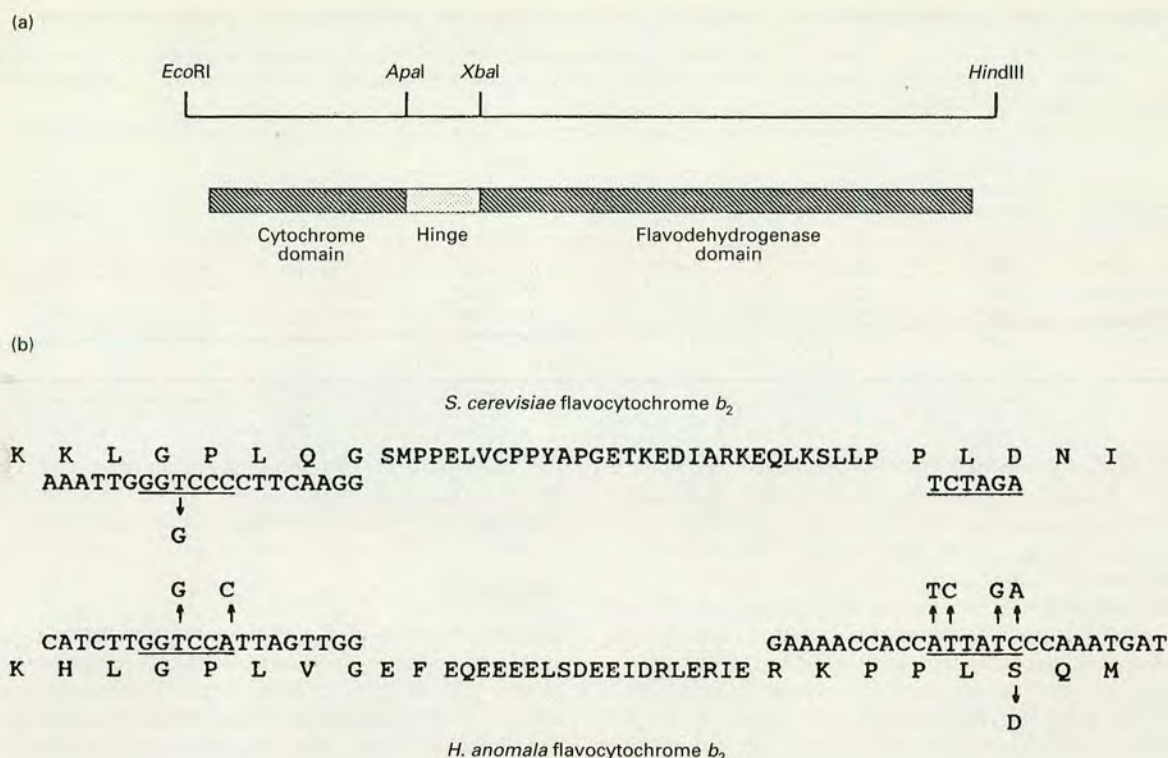 (a)
EcoRI ApaI XbaI HindIII
Cytochrome domain
Hinge
Flavodehydrogenase domain
(b)
S. cerevisiae flavocytochrome b2
K K L G P L Q G SMPPELVCPPYAPGETKEDIARKEQLKSLLP P L D N I
AAATTGGGTCCCCTTCAAGG TCTAGA
G
G C TC GA
CATCTTGGTCCATTAGTTGG GAAAACCACCATTATCCCAAATGAT
K H L G P L V G E F EQEEEELSDEEIDRLERIE R K P P L S Q M
D
H. anomala flavocytochrome b2